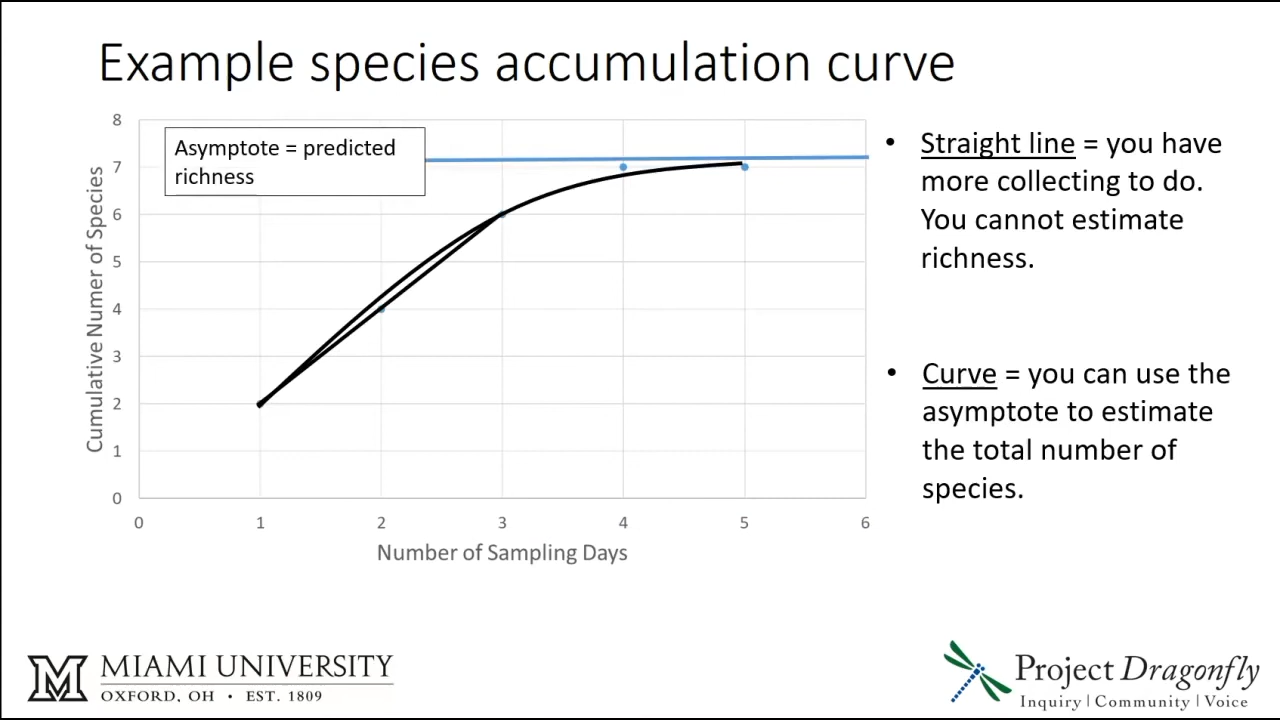 Example species accumulation curve
8
7
6
5
4
3
2
1
0
Cumulative Numer of Species
Asymptote = predicted
richness
0 1 2 3 4 5 6
Number of Sampling Days
• Straight line = you have
more collecting to do.
You cannot estimate
richness.
• Curve = you can use the
asymptote to estimate
the total number of
species.
M MIAMI UNIVERSITY
OXFORD, OH • EST. 1809
Project Dragonfly
Inquiry | Community | Voice